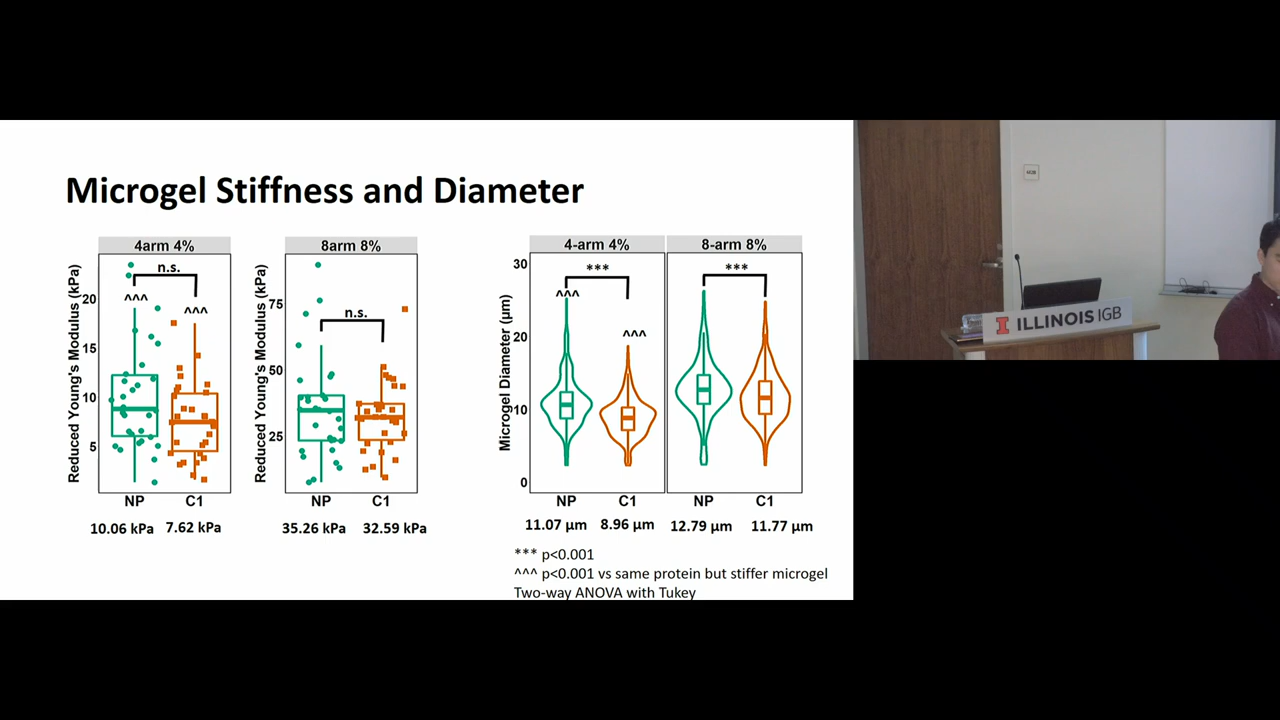 Microgel Stiffness and Diameter
4arm 4%
Reduced Young's Modulus (kPa)
20
15
10
5
n.s.
^^^
^^^
NP
C1
10.06 kPa
7.62 kPa
8arm 8%
Reduced Young's Modulus (kPa)
75
50
25
n.s.
NP
C1
35.26 kPa
32.59 kPa
4-arm 4%
8-arm 8%
Microgel Diameter (µm)
30
20
10
0
***
^^^
^^^
***
NP
C1
NP
C1
11.07 µm
8.96 µm
12.79 µm
11.77 µm
*** p<0.001
^^^ p<0.001 vs same protein but stiffer microgel
Two-way ANOVA with Tukey
I ILLINOIS IGB